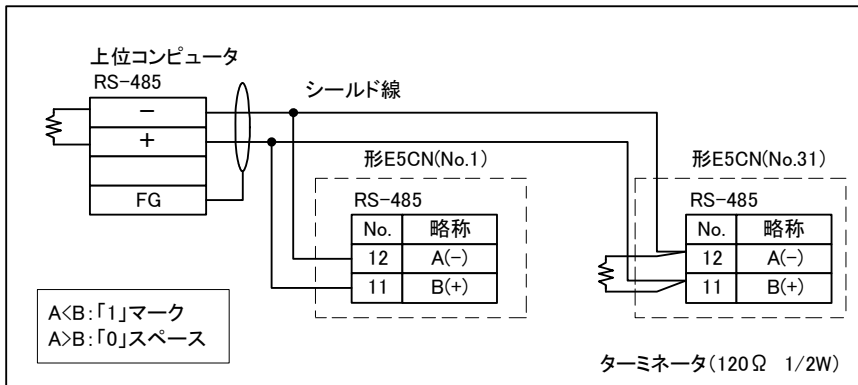 上位コンピュータ
RS-485
－
＋
FG
シールド線
形E5CN(No.1)
RS-485
No. 略称
12 A(-)
11 B(+)
形E5CN(No.31)
RS-485
No. 略称
12 A(-)
11 B(+)
A<B:「1」マーク
A>B:「0」スペース
ターミネータ(120Ω 1/2W)